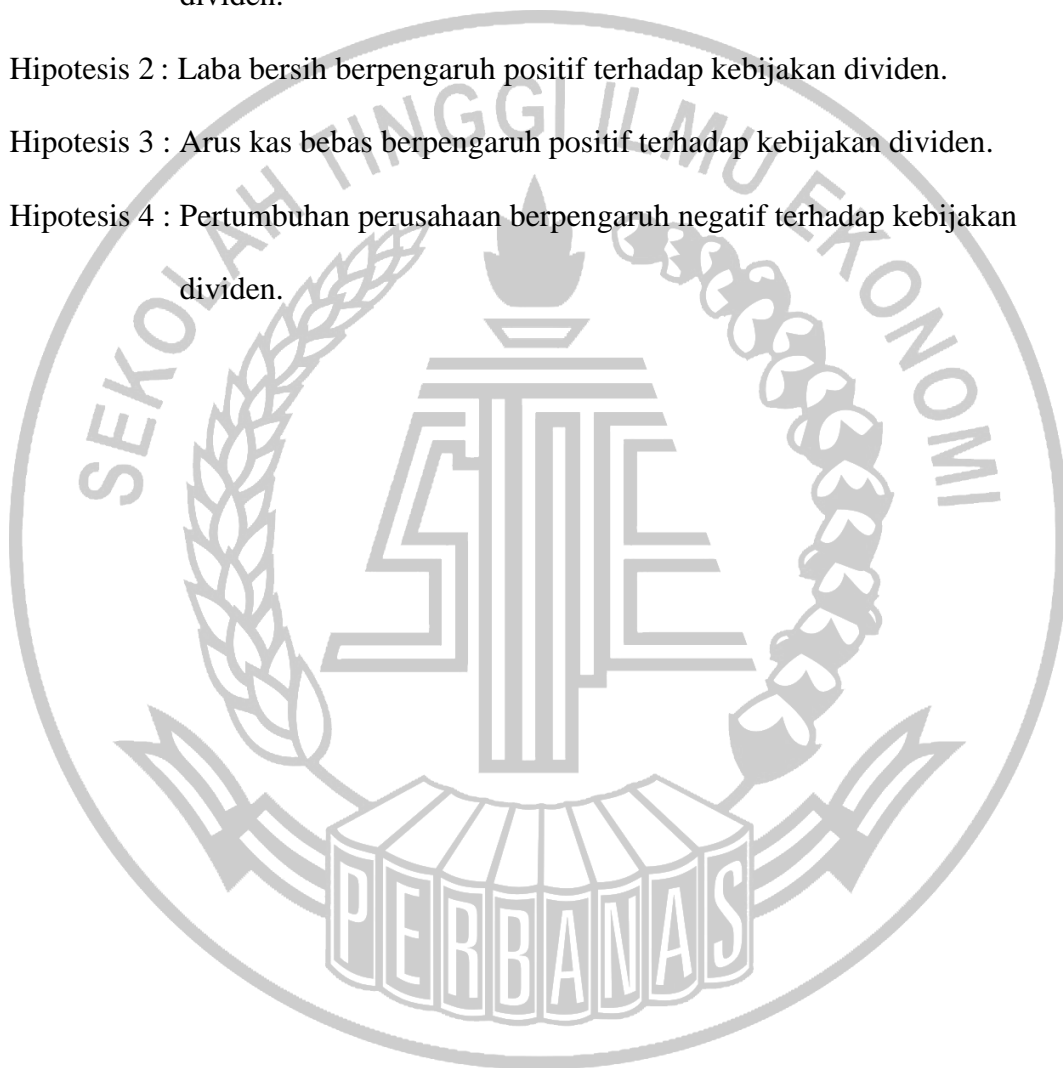 dividen.
Hipotesis 2 : Laba bersih berpengaruh positif terhadap kebijakan dividen.
Hipotesis 3 : Arus kas bebas berpengaruh positif terhadap kebijakan dividen.
Hipotesis 4 : Pertumbuhan perusahaan berpengaruh negatif terhadap kebijakan
dividen.
SEKOLAH TINGGI ILMU EKONOMI
STIE
PERBANAS